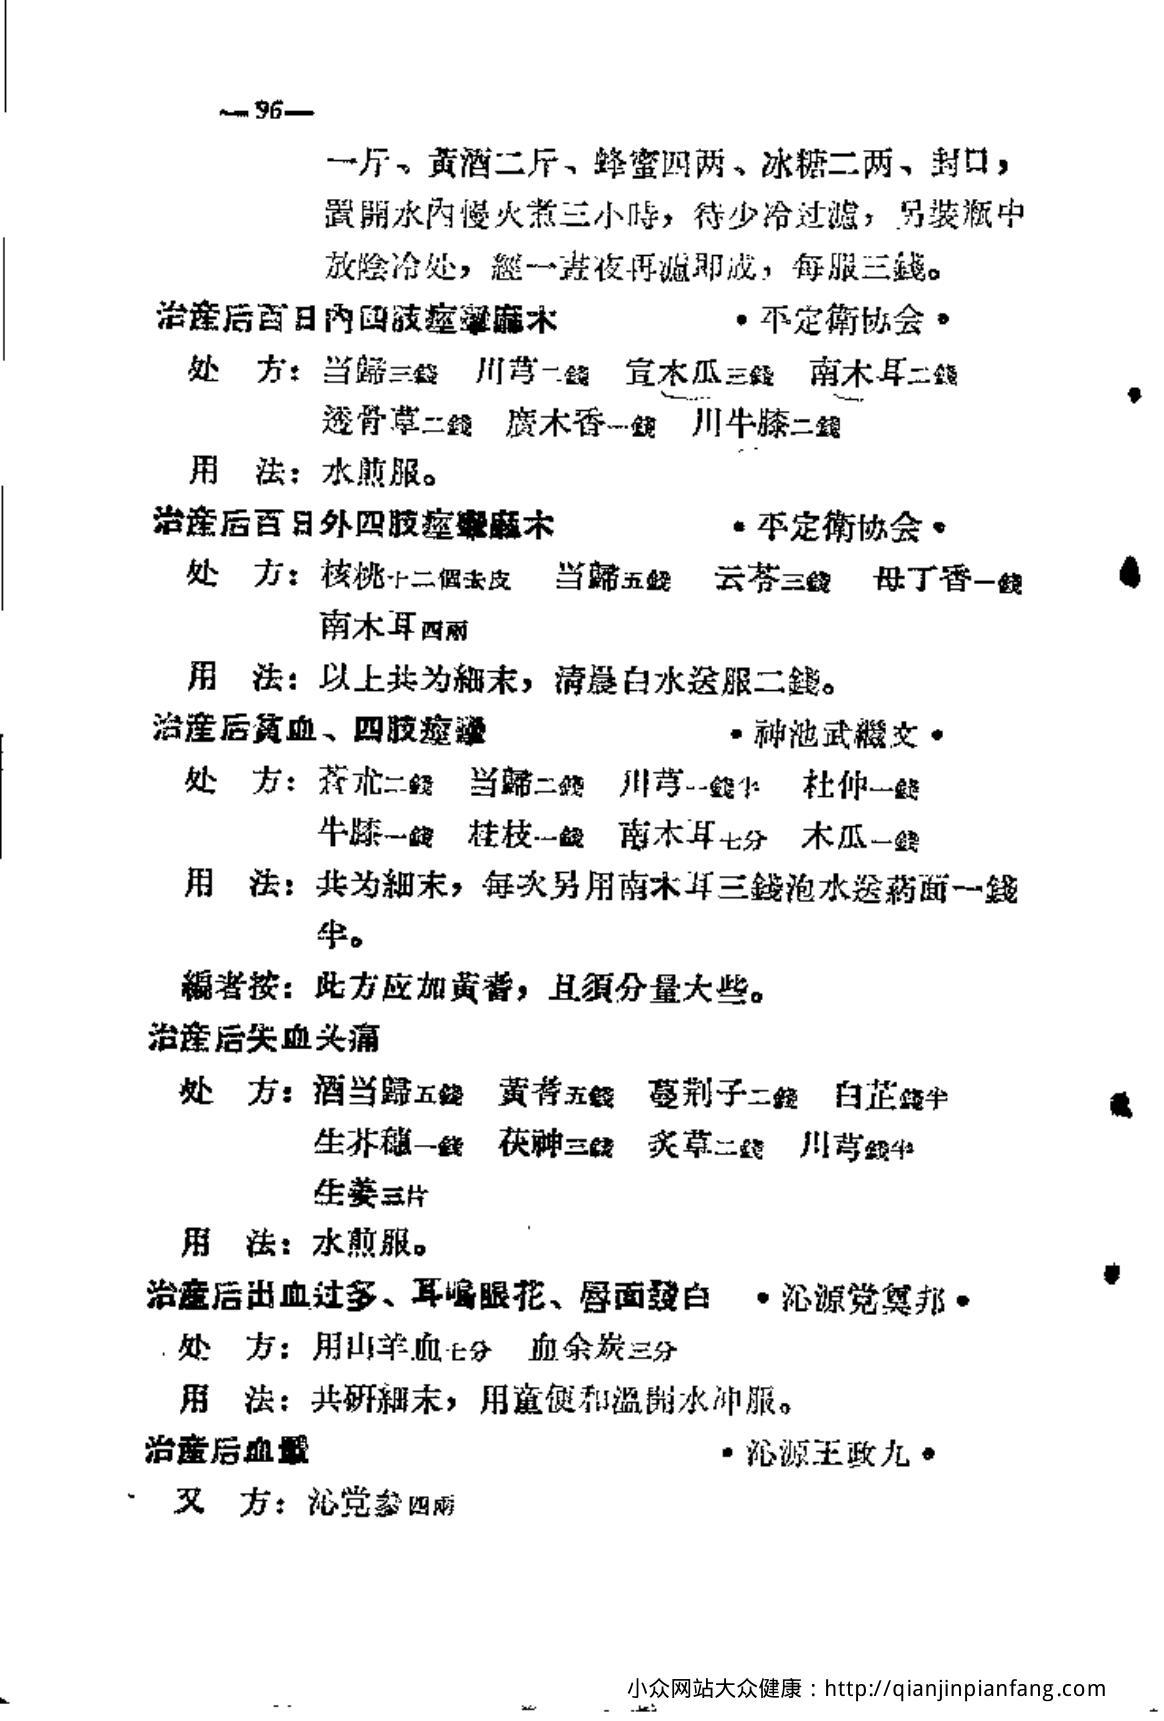 —96—
一斤、黃酒二斤、蜂蜜四两、冰糖二两、封口，
置開水內慢火煮三小時，待少冷过濾，另裝瓶中
放陰冷处，經一晝夜再濾即成，每服三錢。
治產后百日內四肢痙攣麻木 •平定衛协会•
处 方：当歸三錢 川芎一錢 宣木瓜三錢 南木耳二錢
透骨草二錢 廣木香一錢 川牛膝二錢
用 法：水煎服。
治產后百日外四肢痙攣麻木 •平定衛协会•
处 方：核桃十二個去皮 当歸五錢 云苓三錢 母丁香一錢
南木耳四兩
用 法：以上共为細末，清晨白水送服二錢。
治產后貧血、四肢痙攣 •神池武繼文•
处 方：蒼朮二錢 当歸二錢 川芎一錢半 杜仲一錢
牛膝一錢 桂枝一錢 南木耳七分 木瓜一錢
用 法：共为細末，每次另用南木耳三錢泡水送葯面一錢
半。
編者按：此方应加黃耆，且須分量大些。
治產后失血头痛
处 方：酒当歸五錢 黃耆五錢 蔓荆子二錢 白芷錢半
生芥穗一錢 茯神三錢 炙草二錢 川芎錢半
生姜三片
用 法：水煎服。
治產后出血过多、耳鳴眼花、唇面發白 •沁源党奠邦•
处 方：用山羊血七分 血余炭三分
用 法：共研細末，用童便和溫開水冲服。
治產后血 •沁源王政九•
又 方：沁党参四兩
小众网站大众健康：http://qianjinpianfang.com